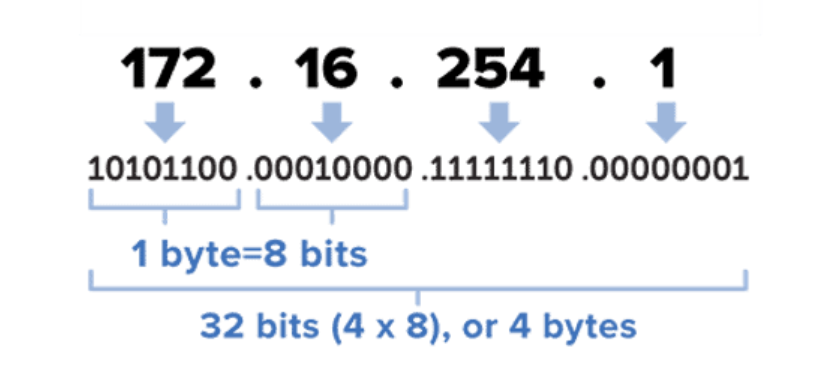 172 . 16 . 254 . 1
10101100 .00010000 .11111110 .00000001
1 byte=8 bits
32 bits (4 x 8), or 4 bytes